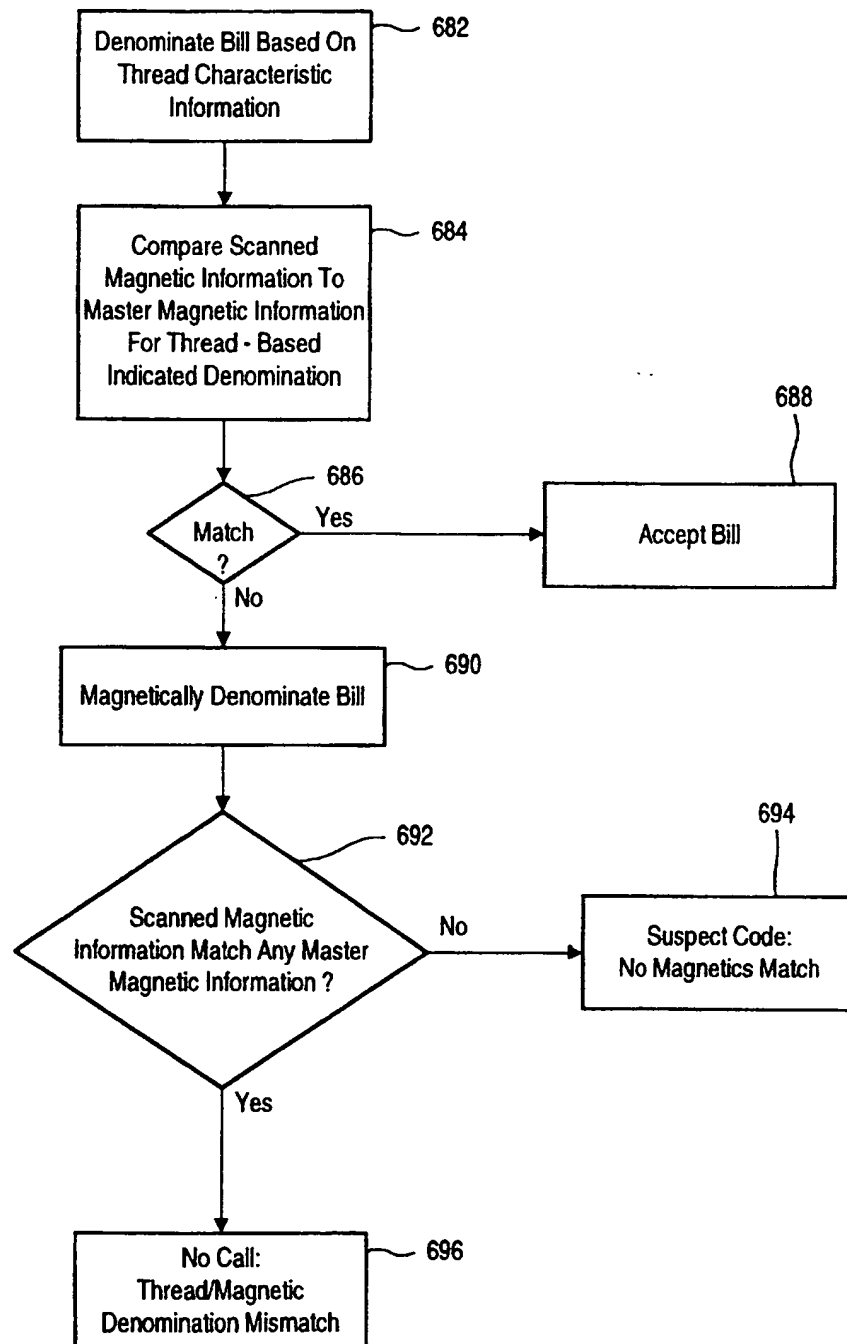 Denominate Bill Based On
Thread Characteristic
Information
682
Compare Scanned
Magnetic Information To
Master Magnetic Information
For Thread - Based
Indicated Denomination
684
686
Match
?
Yes
688
Accept Bill
No
690
Magnetically Denominate Bill
692
Scanned Magnetic
Information Match Any Master
Magnetic Information ?
No
694
Suspect Code:
No Magnetics Match
Yes
No Call:
Thread/Magnetic
Denomination Mismatch
696